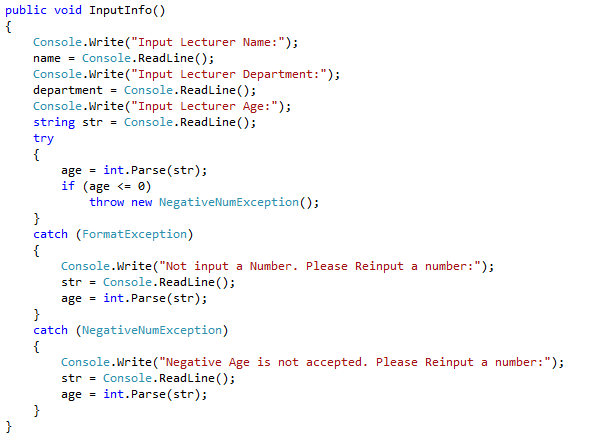 public void InputInfo()
{
    Console.Write("Input Lecturer Name:");
    name = Console.ReadLine();
    Console.Write("Input Lecturer Department:");
    department = Console.ReadLine();
    Console.Write("Input Lecturer Age:");
    string str = Console.ReadLine();
    try
    {
        age = int.Parse(str);
        if (age <= 0)
            throw new NegativeNumException();
    }
    catch (FormatException)
    {
        Console.Write("Not input a Number. Please Reinput a number:");
        str = Console.ReadLine();
        age = int.Parse(str);
    }
    catch (NegativeNumException)
    {
        Console.Write("Negative Age is not accepted. Please Reinput a number:");
        str = Console.ReadLine();
        age = int.Parse(str);
    }
}